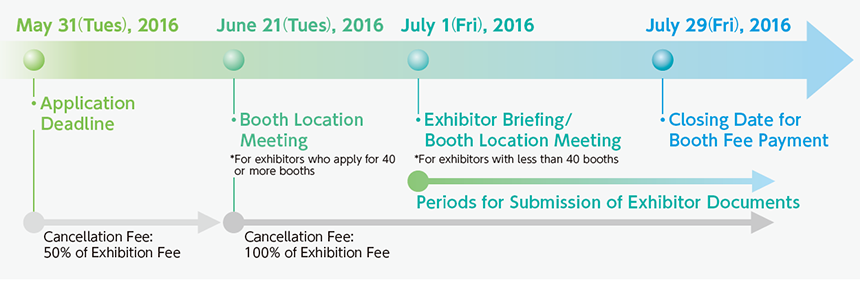 May 31(Tues), 2016
June 21(Tues), 2016
July 1(Fri), 2016
July 29(Fri), 2016
・Application
Deadline
・Booth Location
Meeting
*For exhibitors who apply for 40
or more booths
・Exhibitor Briefing/
Booth Location Meeting
*For exhibitors with less than 40 booths
・Closing Date for
Booth Fee Payment
Periods for Submission of Exhibitor Documents
Cancellation Fee:
50% of Exhibition Fee
Cancellation Fee:
100% of Exhibition Fee